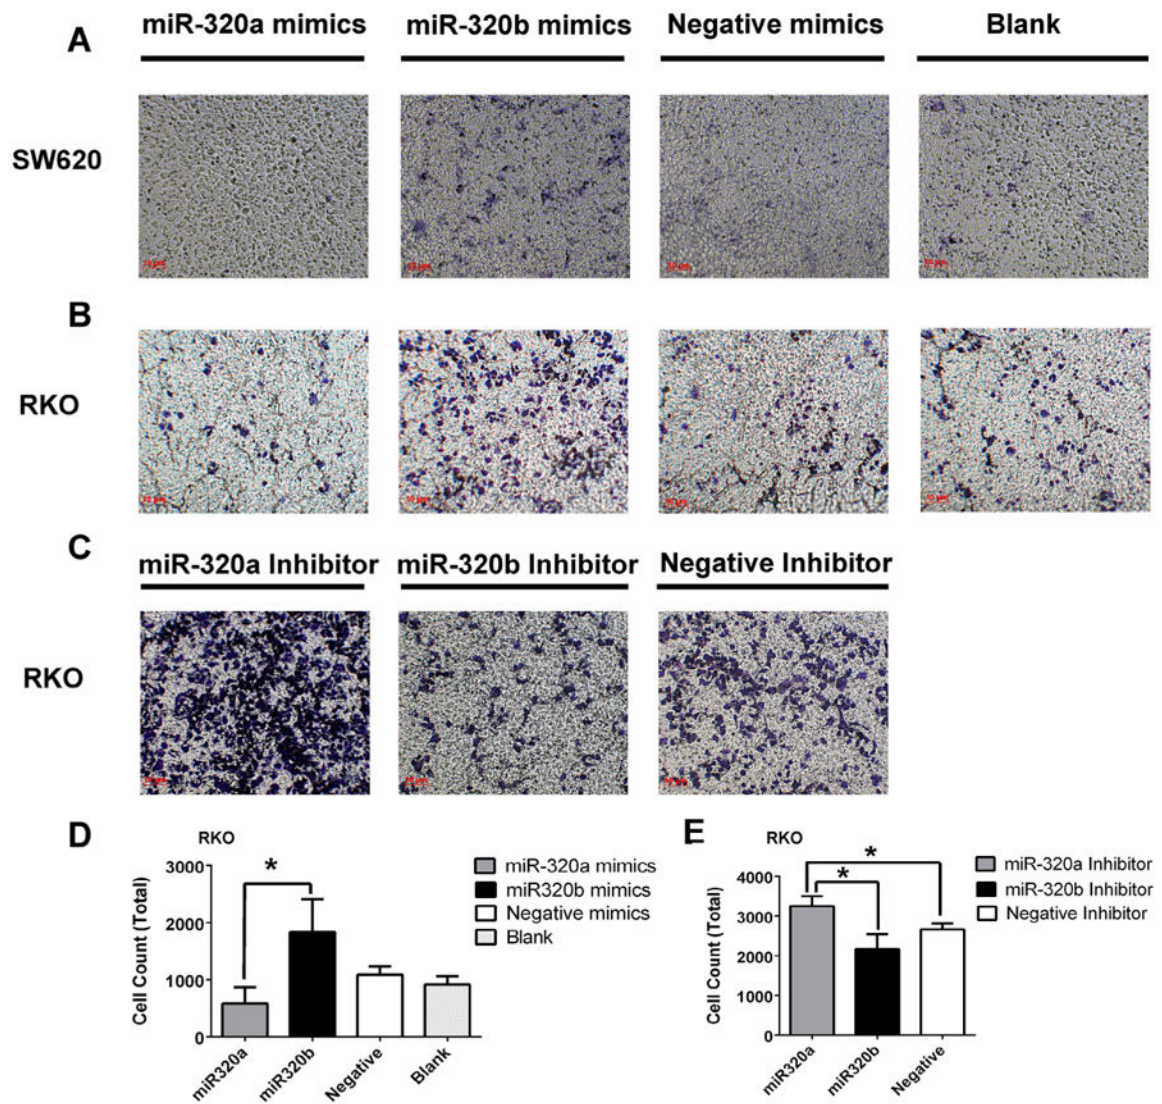 A
miR-320a mimics
miR-320b mimics
Negative mimics
Blank
SW620
B
RKO
C
miR-320a Inhibitor
miR-320b Inhibitor
Negative Inhibitor
RKO
D
RKO
Cell Count (Total)
3000
2000
1000
0
miR320a
miR320b
Negative
Blank
miR-320a mimics
miR320b mimics
Negative mimics
Blank
*
E
RKO
Cell Count (Total)
4000
3000
2000
1000
0
miR320a
miR320b
Negative
miR-320a Inhibitor
miR-320b Inhibitor
Negative Inhibitor
*
*